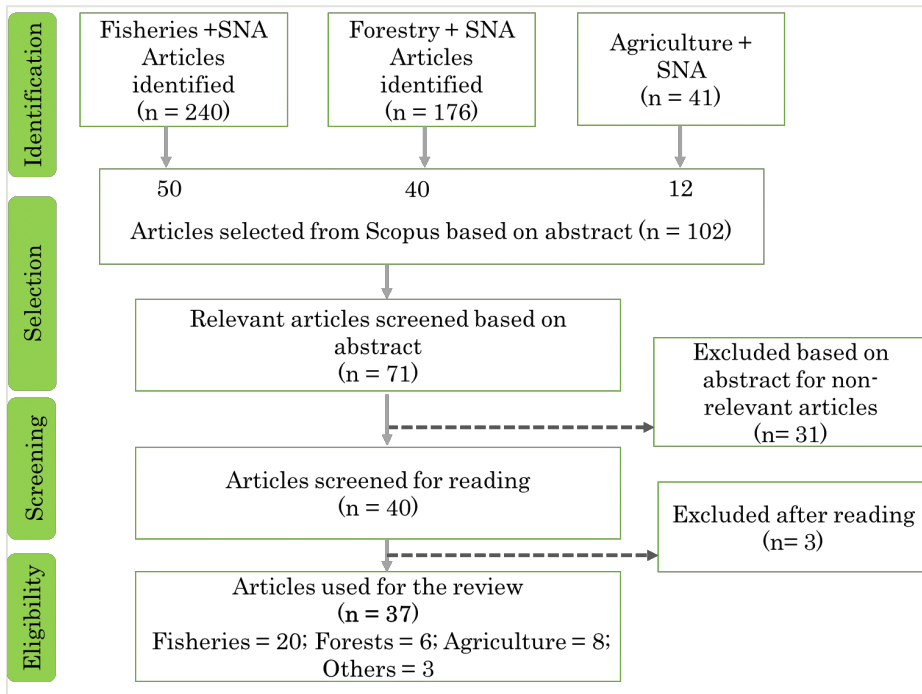 Identification
Fisheries +SNA
Articles
identified
(n = 240)
Forestry + SNA
Articles
identified
(n = 176)
Agriculture +
SNA
(n = 41)
50
40
12
Articles selected from Scopus based on abstract (n = 102)
Selection
Relevant articles screened based on
abstract
(n = 71)
Excluded based on
abstract for non-
relevant articles
(n= 31)
Screening
Articles screened for reading
(n = 40)
Excluded after reading
(n= 3)
Eligibility
Articles used for the review
(n = 37)
Fisheries = 20; Forests = 6; Agriculture = 8;
Others = 3